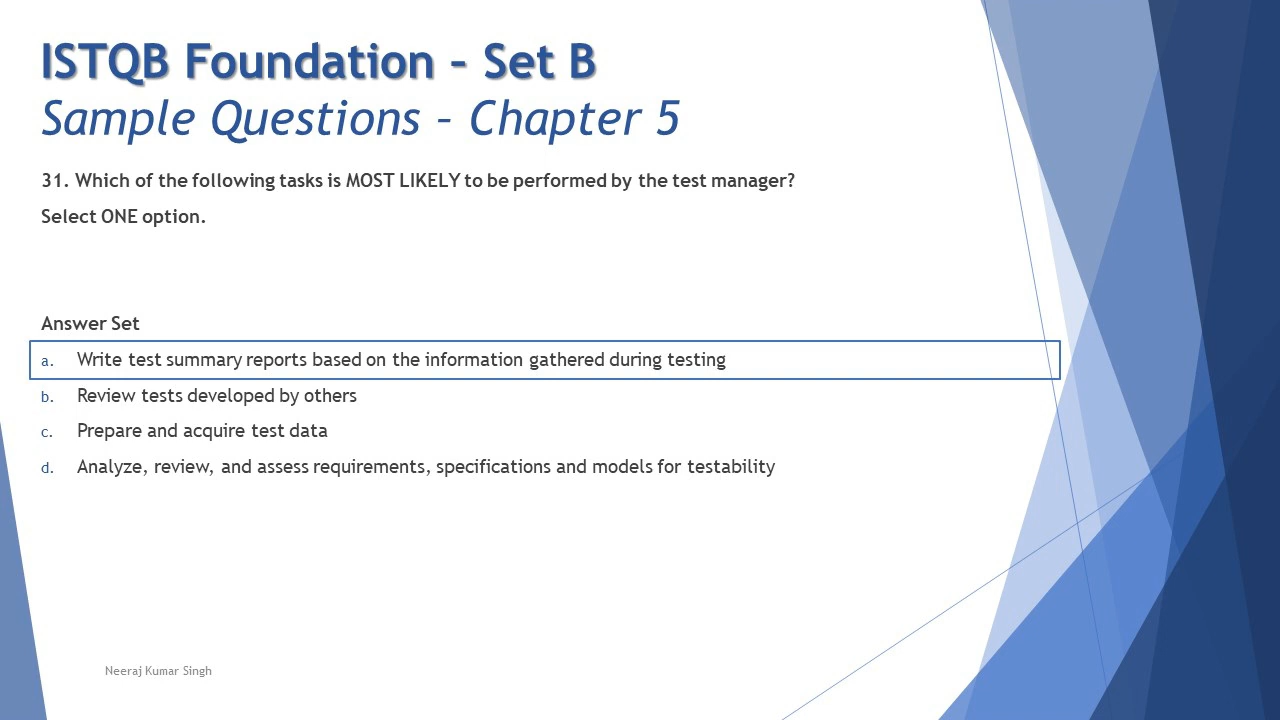 ISTQB Foundation – Set B
Sample Questions – Chapter 5
31. Which of the following tasks is MOST LIKELY to be performed by the test manager?
Select ONE option.
Answer Set
a. Write test summary reports based on the information gathered during testing
b. Review tests developed by others
c. Prepare and acquire test data
d. Analyze, review, and assess requirements, specifications and models for testability
Neeraj Kumar Singh